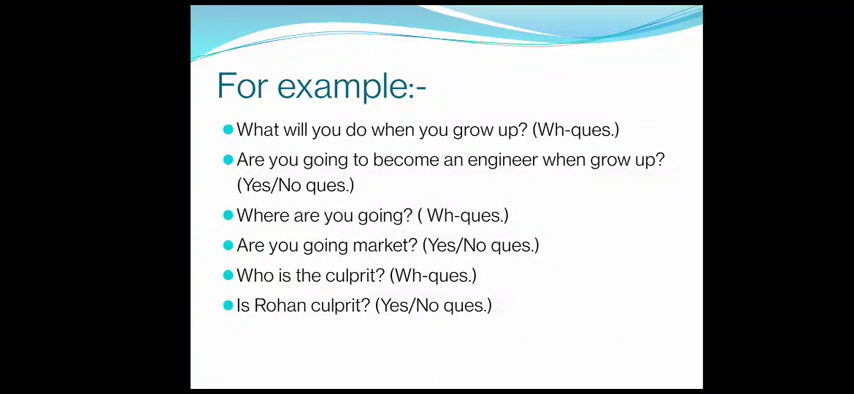 For example:-
What will you do when you grow up? (Wh-ques.)
Are you going to become an engineer when grow up?
(Yes/No ques.)
Where are you going? ( Wh-ques.)
Are you going market? (Yes/No ques.)
Who is the culprit? (Wh-ques.)
Is Rohan culprit? (Yes/No ques.)